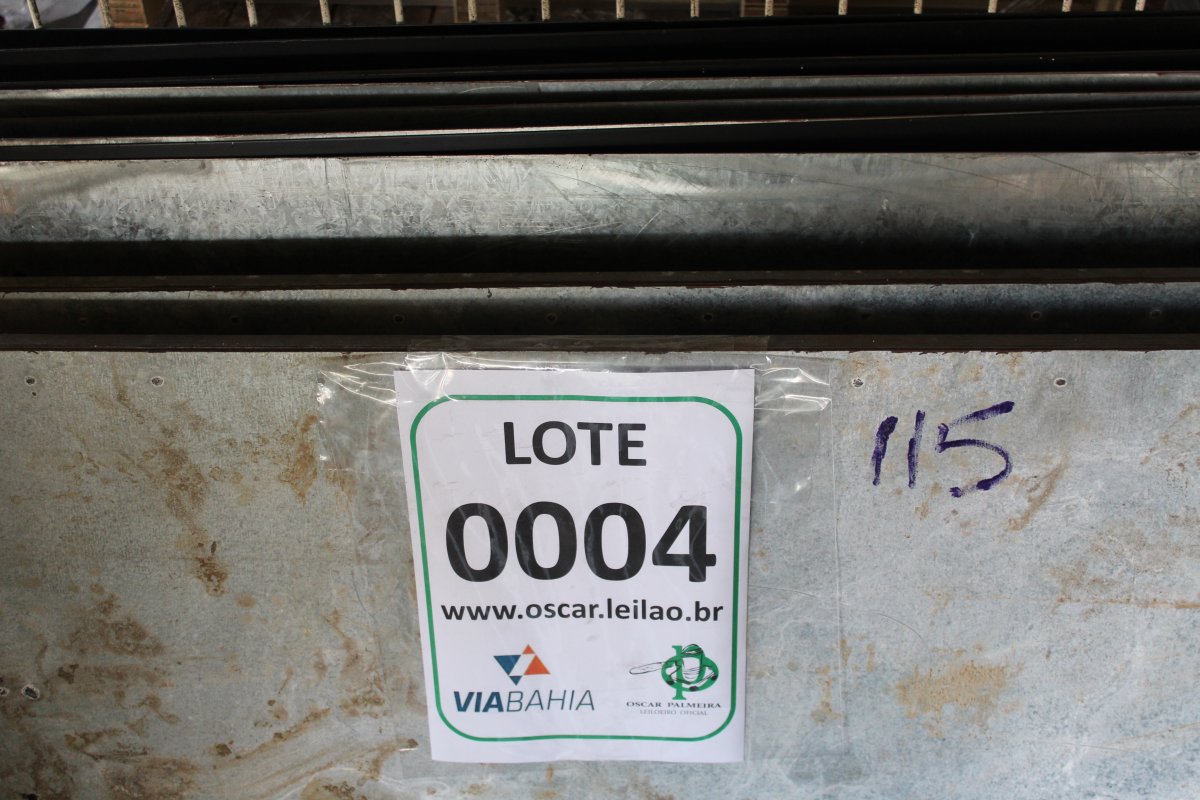 LOTE
115
0004
www.oscar.leilao.br
VIABAHIA
OSCAR PALMEIRA
LEILOEIRO OFICIAL